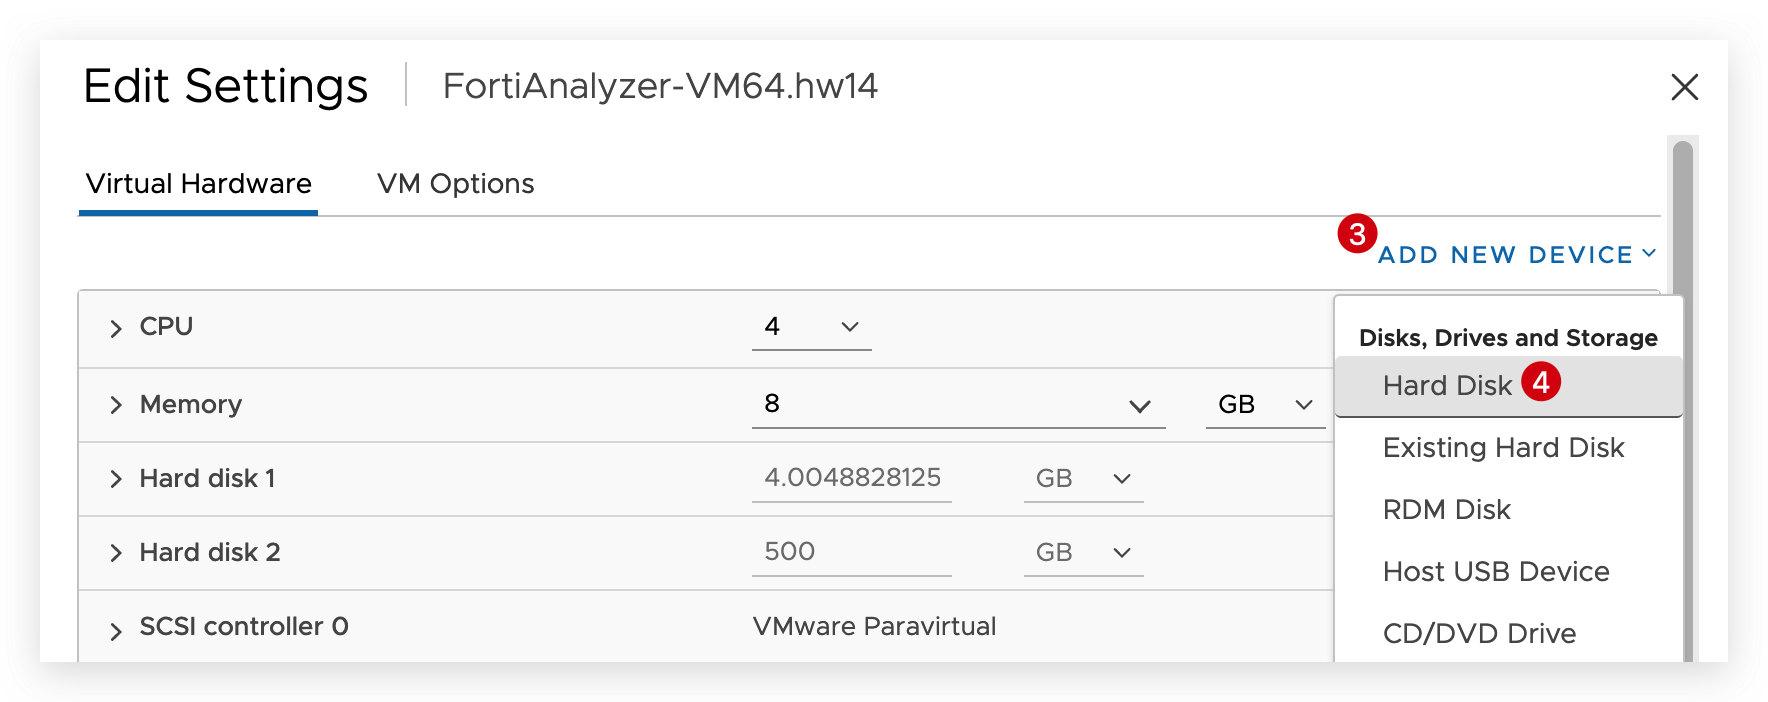 Edit Settings FortiAnalyzer-VM64.hw14
Virtual Hardware VM Options
3 ADD NEW DEVICE
CPU 4
Memory 8 GB
Hard disk 1 4.0048828125 GB
Hard disk 2 500 GB
SCSI controller 0 VMware Paravirtual
Disks, Drives and Storage
Hard Disk 4
Existing Hard Disk
RDM Disk
Host USB Device
CD/DVD Drive